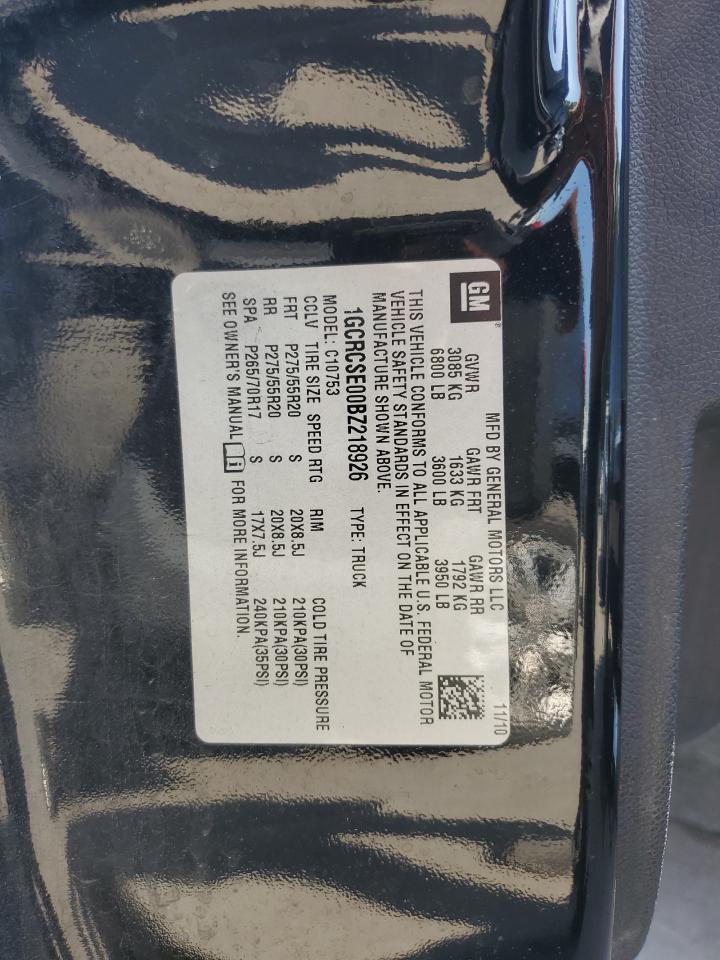 GM®
MFD BY GENERAL MOTORS LLC 11/10
GVWR GAWR FRT GAWR RR
3085 KG 1633 KG 1792 KG
6800 LB 3600 LB 3950 LB
THIS VEHICLE CONFORMS TO ALL APPLICABLE U.S. FEDERAL MOTOR
VEHICLE SAFETY STANDARDS IN EFFECT ON THE DATE OF
MANUFACTURE SHOWN ABOVE.
1GCRCSE00BZ218926 TYPE: TRUCK
MODEL: C10753
CCLV TIRE SIZE SPEED RTG RIM COLD TIRE PRESSURE
FRT P275/55R20 S 20X8.5J 210KPA(30PSI)
RR P275/55R20 S 20X8.5J 210KPA(30PSI)
SPA P265/70R17 S 17X7.5J 240KPA(35PSI)
SEE OWNER'S MANUAL FOR MORE INFORMATION.